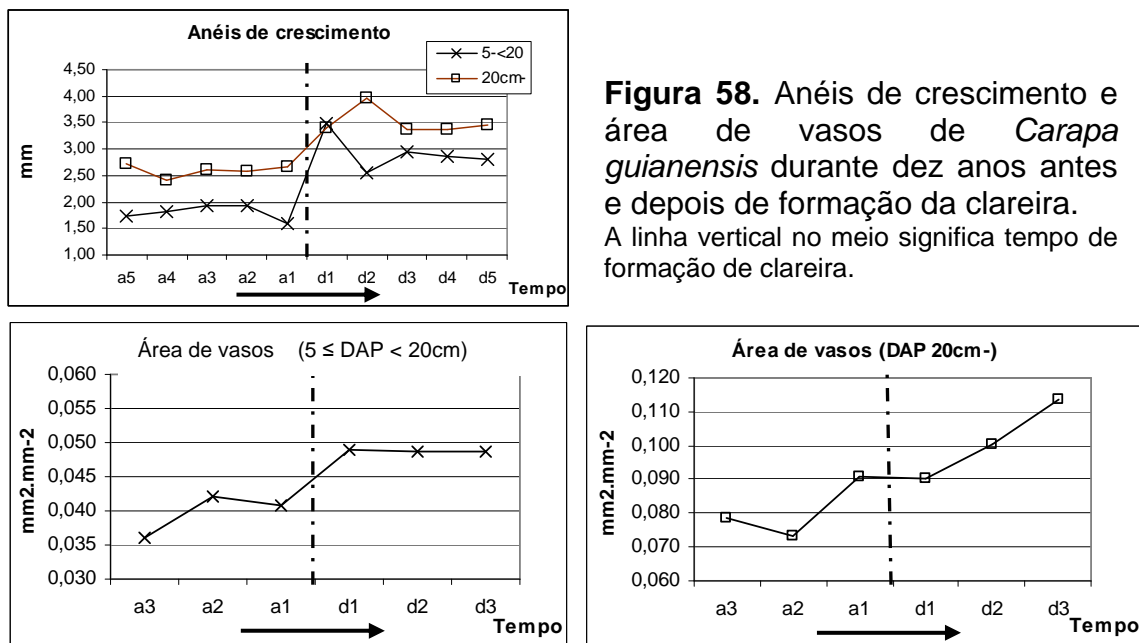 Anéis de crescimento
5-<20
20cm-
4,50
4,00
3,50
3,00
2,50
2,00
1,50
1,00
mm
a5 a4 a3 a2 a1 d1 d2 d3 d4 d5
Tempo
Figura 58. Anéis de crescimento e
área de vasos de Carapa
guianensis durante dez anos antes
e depois de formação da clareira.
A linha vertical no meio significa tempo de
formação de clareira.
Área de vasos (5 ≤ DAP < 20cm)
0,060
0,055
0,050
0,045
0,040
0,035
0,030
mm2.mm-2
a3 a2 a1 d1 d2 d3
Tempo
Área de vasos (DAP 20cm-)
0,120
0,110
0,100
0,090
0,080
0,070
0,060
mm2.mm-2
a3 a2 a1 d1 d2 d3
Tempo